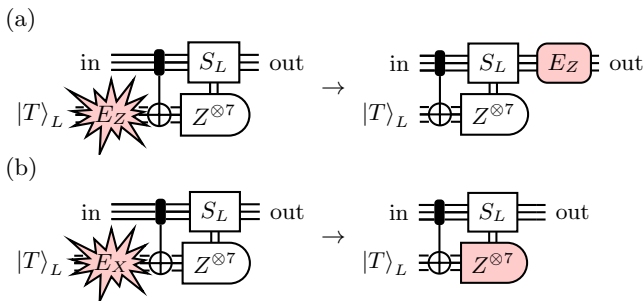 (a)
in S_L out → in S_L E_Z out
|T⟩_L E_Z Z^{⊗7} |T⟩_L Z^{⊗7}
(b)
in S_L out → in S_L out
|T⟩_L E_X Z^{⊗7} |T⟩_L Z^{⊗7}